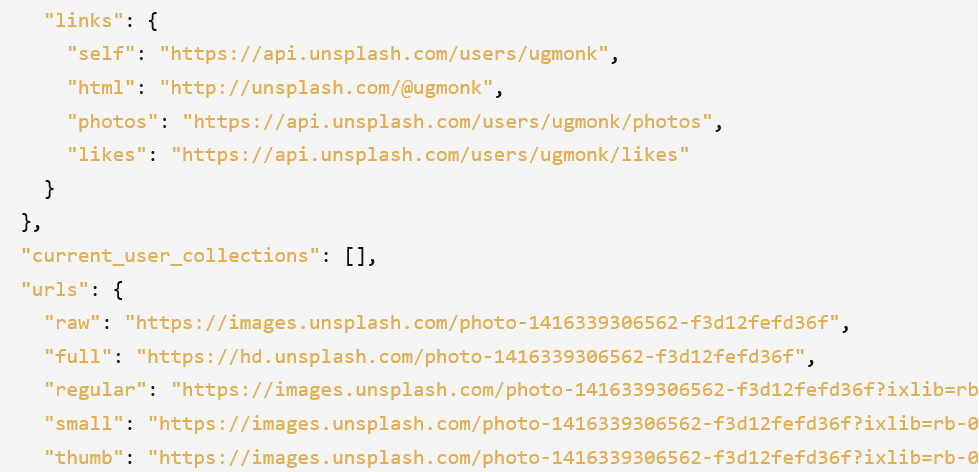 "links": {
"self": "https://api.unsplash.com/users/ugmonk",
"html": "http://unsplash.com/@ugmonk",
"photos": "https://api.unsplash.com/users/ugmonk/photos",
"likes": "https://api.unsplash.com/users/ugmonk/likes"
}
},
"current_user_collections": [],
"urls": {
"raw": "https://images.unsplash.com/photo-1416339306562-f3d12fefd36f",
"full": "https://hd.unsplash.com/photo-1416339306562-f3d12fefd36f",
"regular": "https://images.unsplash.com/photo-1416339306562-f3d12fefd36f?ixlib=rb
"small": "https://images.unsplash.com/photo-1416339306562-f3d12fefd36f?ixlib=rb-0
"thumb": "https://images.unsplash.com/photo-1416339306562-f3d12fefd36f?ixlib=rb-0